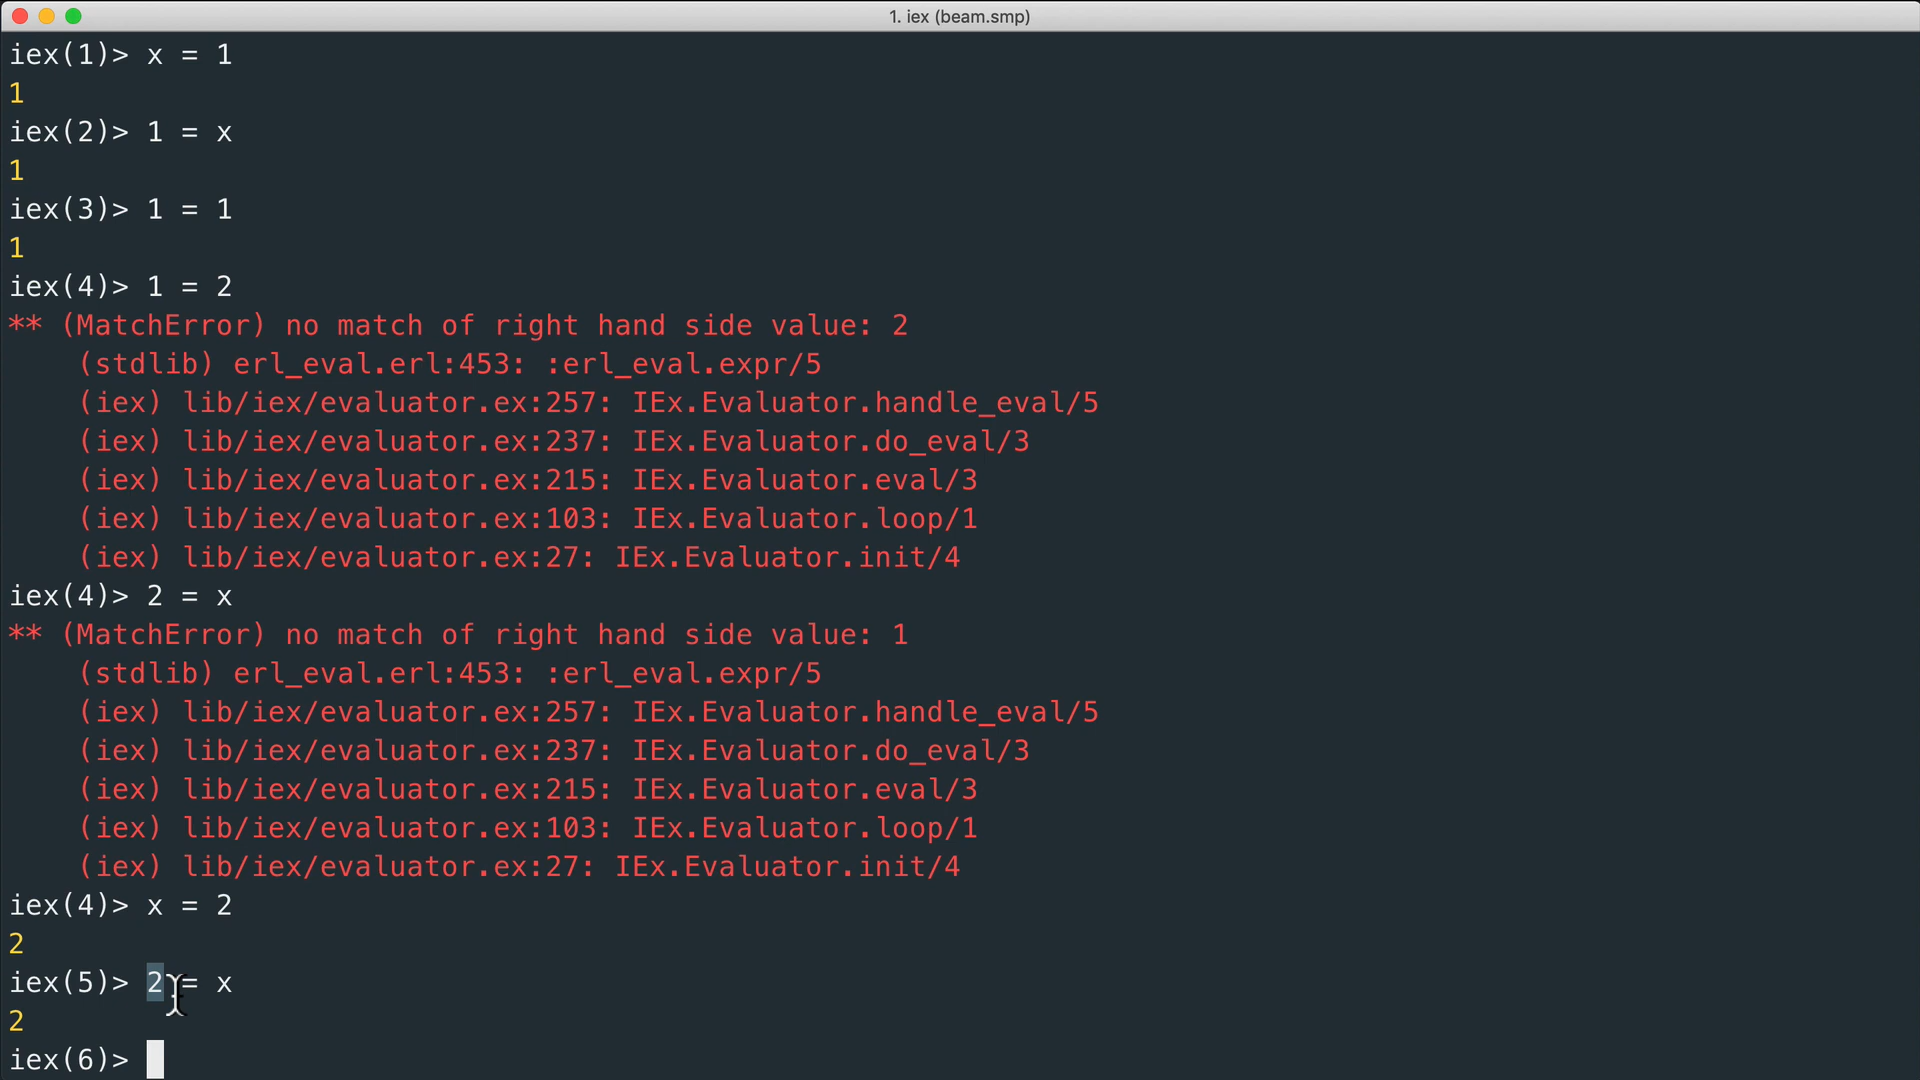 1. iex (beam.smp)
iex(1)> x = 1
1
iex(2)> 1 = x
1
iex(3)> 1 = 1
1
iex(4)> 1 = 2
** (MatchError) no match of right hand side value: 2
    (stdlib) erl_eval.erl:453: :erl_eval.expr/5
    (iex) lib/iex/evaluator.ex:257: IEx.Evaluator.handle_eval/5
    (iex) lib/iex/evaluator.ex:237: IEx.Evaluator.do_eval/3
    (iex) lib/iex/evaluator.ex:215: IEx.Evaluator.eval/3
    (iex) lib/iex/evaluator.ex:103: IEx.Evaluator.loop/1
    (iex) lib/iex/evaluator.ex:27: IEx.Evaluator.init/4
iex(4)> 2 = x
** (MatchError) no match of right hand side value: 1
    (stdlib) erl_eval.erl:453: :erl_eval.expr/5
    (iex) lib/iex/evaluator.ex:257: IEx.Evaluator.handle_eval/5
    (iex) lib/iex/evaluator.ex:237: IEx.Evaluator.do_eval/3
    (iex) lib/iex/evaluator.ex:215: IEx.Evaluator.eval/3
    (iex) lib/iex/evaluator.ex:103: IEx.Evaluator.loop/1
    (iex) lib/iex/evaluator.ex:27: IEx.Evaluator.init/4
iex(4)> x = 2
2
iex(5)> 2 = x
2
iex(6)>